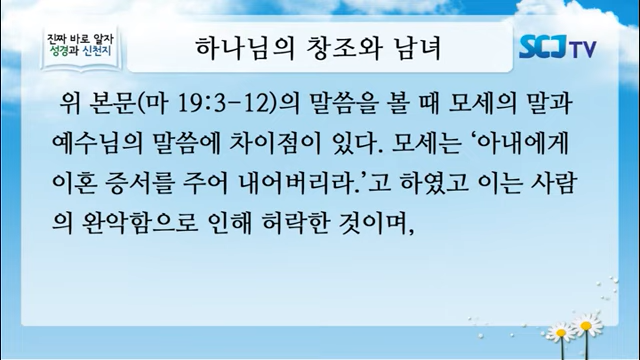 진짜 바로 알자
성경과 신천지
하나님의 창조와 남녀
SCJ TV
위 본문(마 19:3-12)의 말씀을 볼 때 모세의 말과
예수님의 말씀에 차이점이 있다. 모세는 ‘아내에게
이혼 증서를 주어 내어버리라.’고 하였고 이는 사람
의 완악함으로 인해 허락한 것이며,